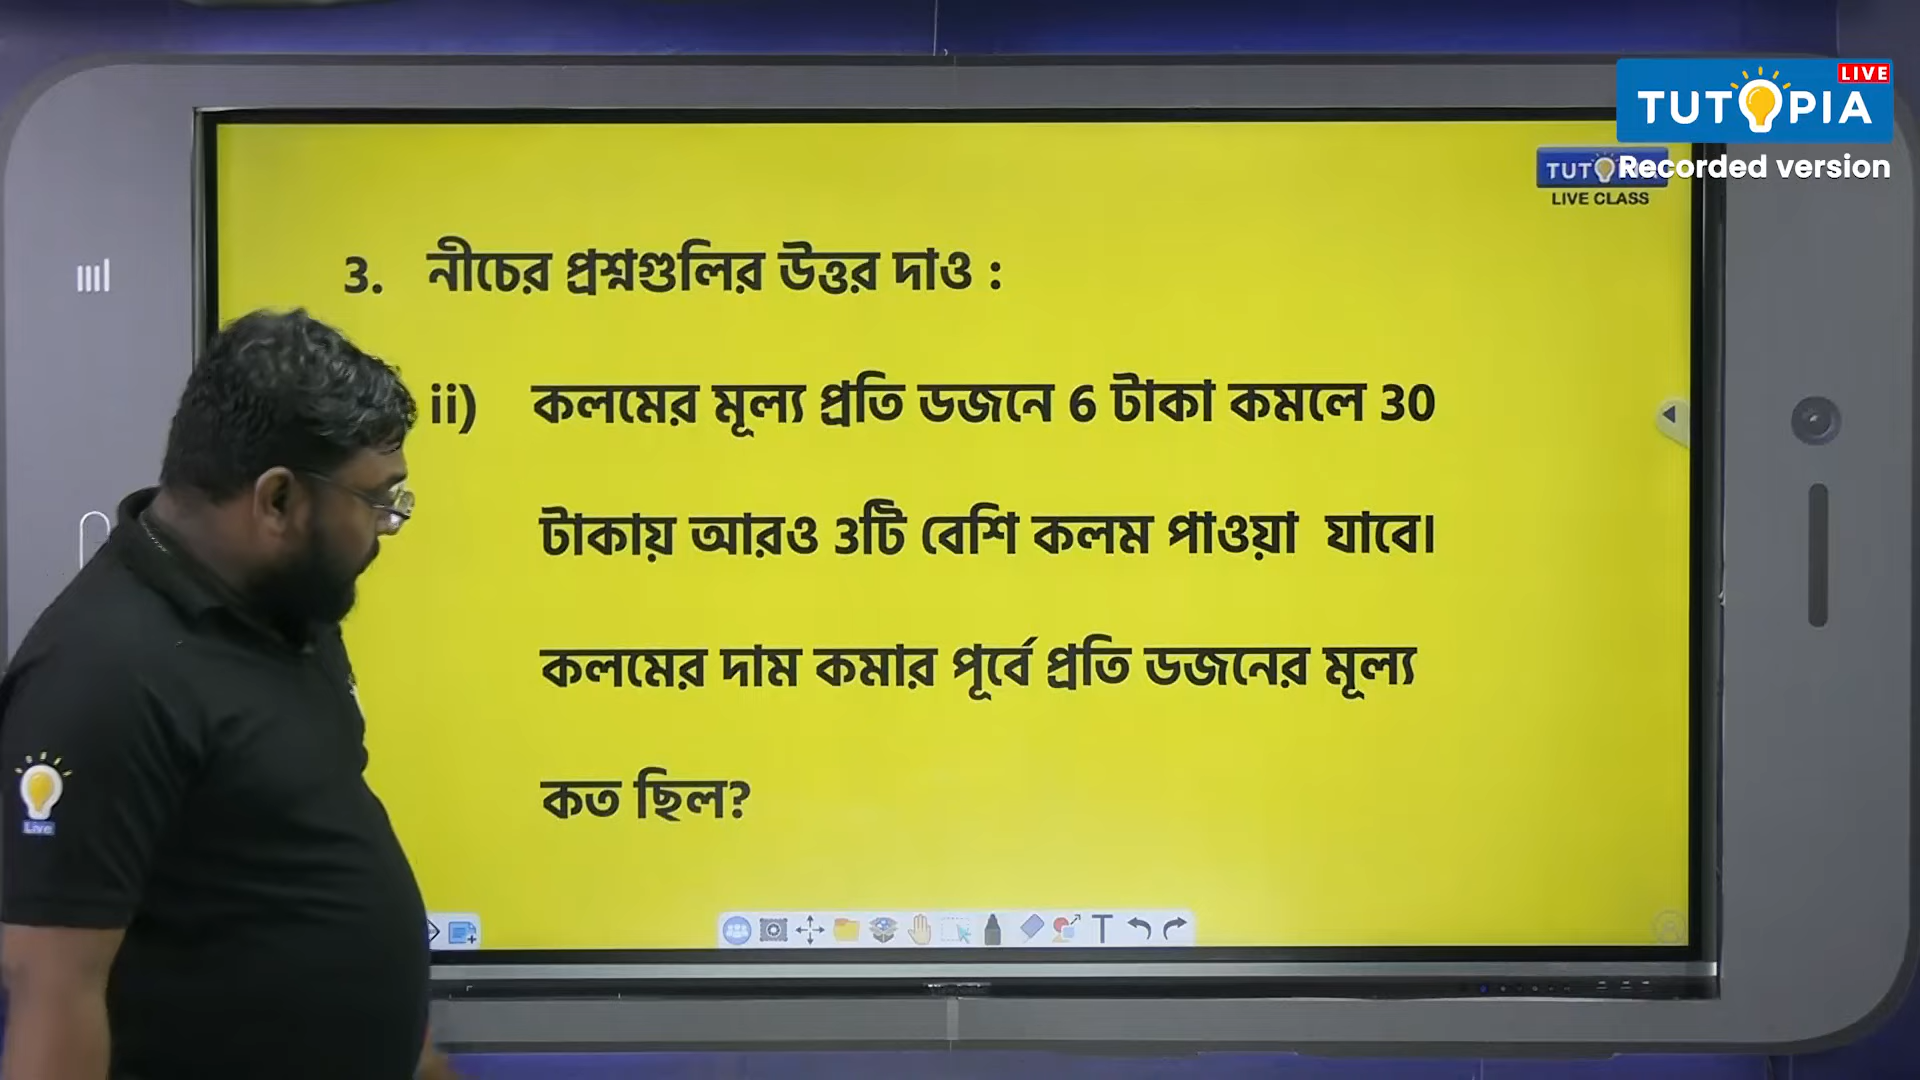 LIVE
TUTOPIA
Recorded version
LIVE CLASS
3. নীচের প্রশ্নগুলির উত্তর দাও :
ii) কলমের মূল্য প্রতি ডজনে 6 টাকা কমলে 30
টাকায় আরও 3টি বেশি কলম পাওয়া যাবে।
কলমের দাম কমার পূর্বে প্রতি ডজনের মূল্য
কত ছিল?
Live